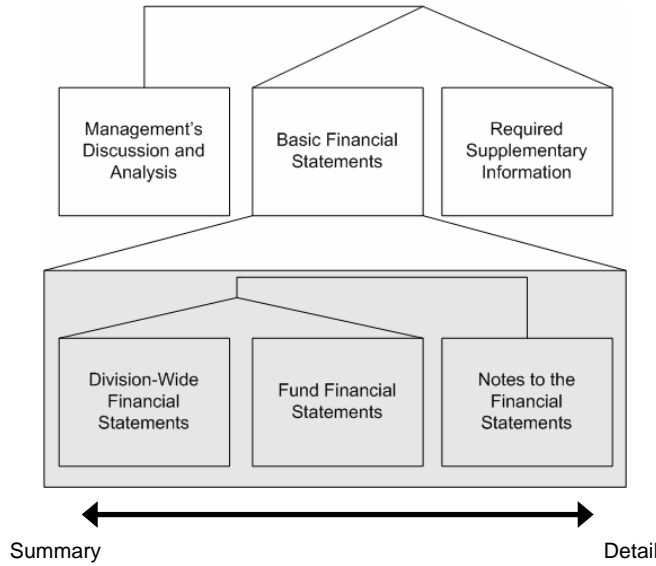 Management's
Discussion and
Analysis
Basic Financial
Statements
Required
Supplementary
Information
Division-Wide
Financial
Statements
Fund Financial
Statements
Notes to the
Financial
Statements
Summary
Detail